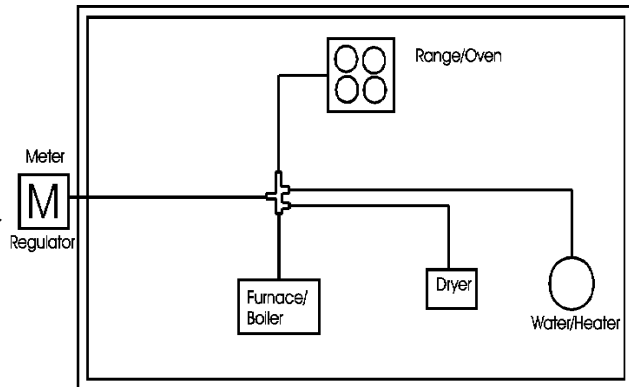 Range/Oven
Meter
M
Regulator
Furnace/
Boiler
Dryer
Water/Heater